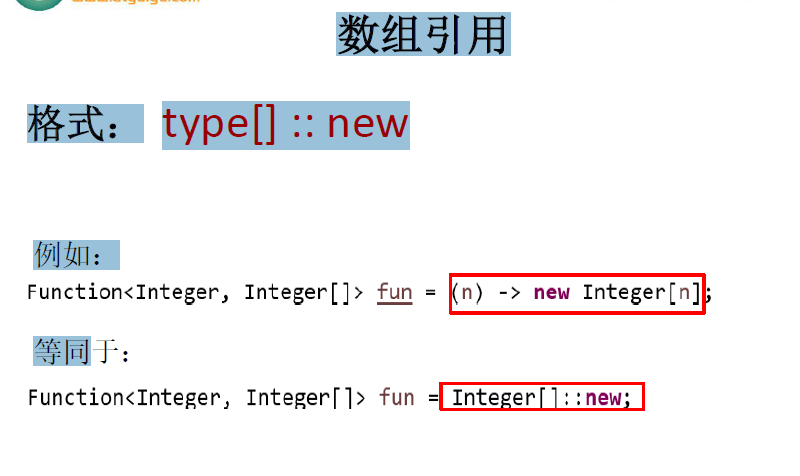 数组引用
格式： type[] :: new
例如：
Function<Integer, Integer[]> fun = (n) -> new Integer[n];
等同于：
Function<Integer, Integer[]> fun = Integer[]::new;